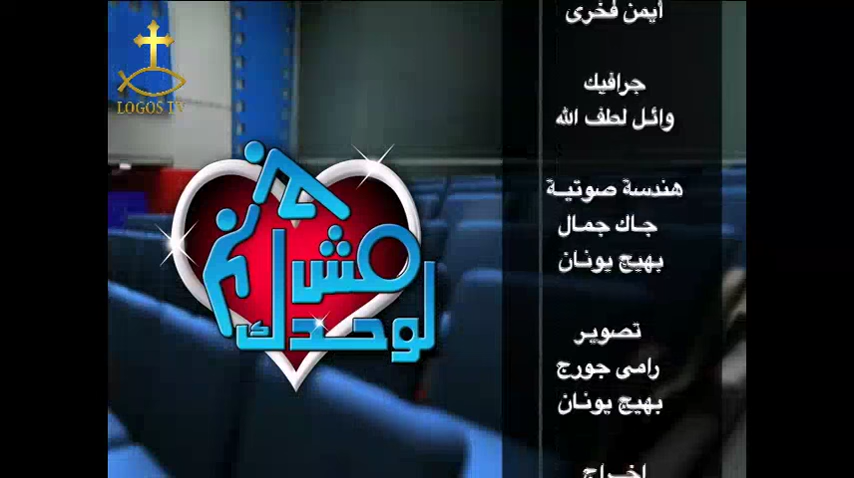 LOGOS TV
مش
لوحدك
أيمن فخرى
جرافيك
وائل لطف الله
هندسة صوتية
جاك جمال
بهيج يونان
تصوير
رامى جورج
بهيج يونان
إخراج